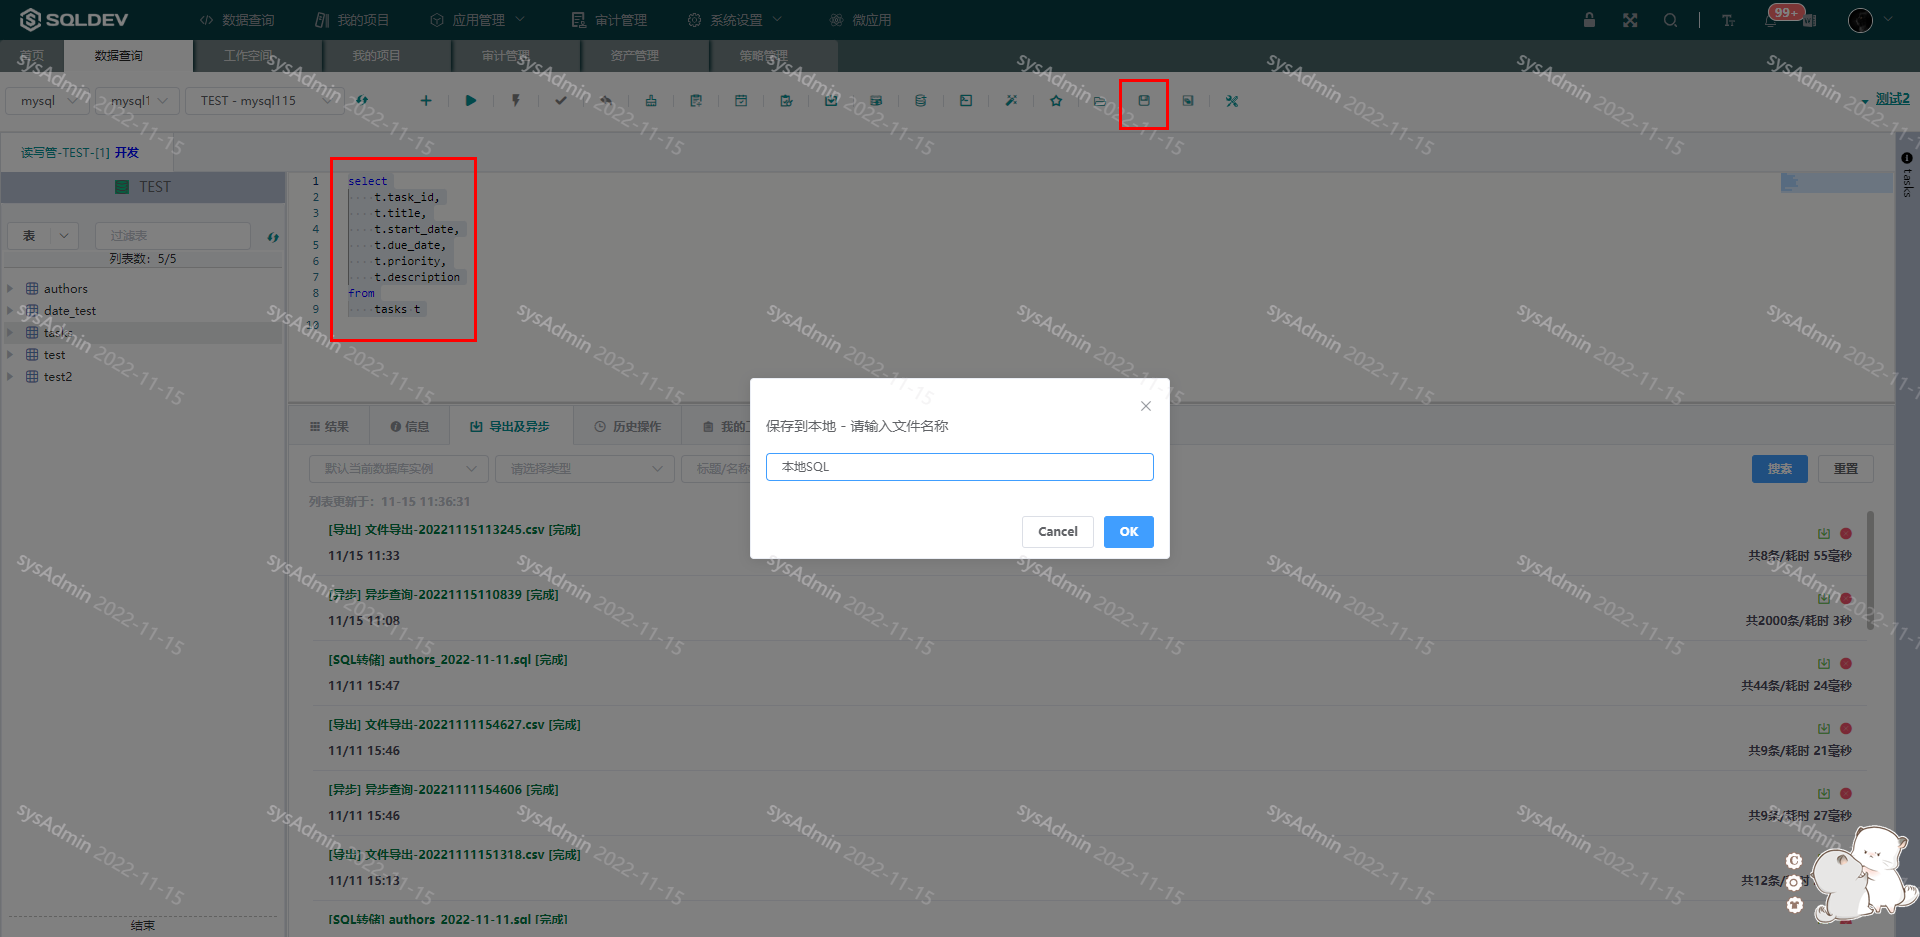 SQLDEV 数据查询 我的项目 应用管理 审计管理 系统设置 微应用 99+
首页 数据查询 工作空间 我的项目 审计管理 资产管理 策略管理
mysql mysql1 TEST - mysql115 测试2
读写管-TEST-[1] 开发
TEST
表 过滤表
列表数：5/5
authors
date_test
tasks
test
test2
结束
1 select
2 t.task_id,
3 t.title,
4 t.start_date,
5 t.due_date,
6 t.priority,
7 t.description
8 from
9 tasks t
10
tasks
保存到本地 - 请输入文件名称
本地SQL
Cancel OK
结果 信息 导出及异步 历史操作 我的
默认当前数据库实例 请选择类型 标题/名称 搜索 重置
列表更新于：11-15 11:36:31
[导出] 文件导出-20221115113245.csv [完成]
11/15 11:33 共8条/耗时 55毫秒
[异步] 异步查询-20221115110839 [完成]
11/15 11:08 共2000条/耗时 3秒
[SQL转储] authors_2022-11-11.sql [完成]
11/11 15:47 共44条/耗时 24毫秒
[导出] 文件导出-20221111154627.csv [完成]
11/11 15:46 共9条/耗时 21毫秒
[异步] 异步查询-20221111154606 [完成]
11/11 15:46 共9条/耗时 27毫秒
[导出] 文件导出-20221111151318.csv [完成]
11/11 15:13 共12条/耗时
[SQL转储] authors_2022-11-11.sql [完成]
sysAdmin 2022-11-15